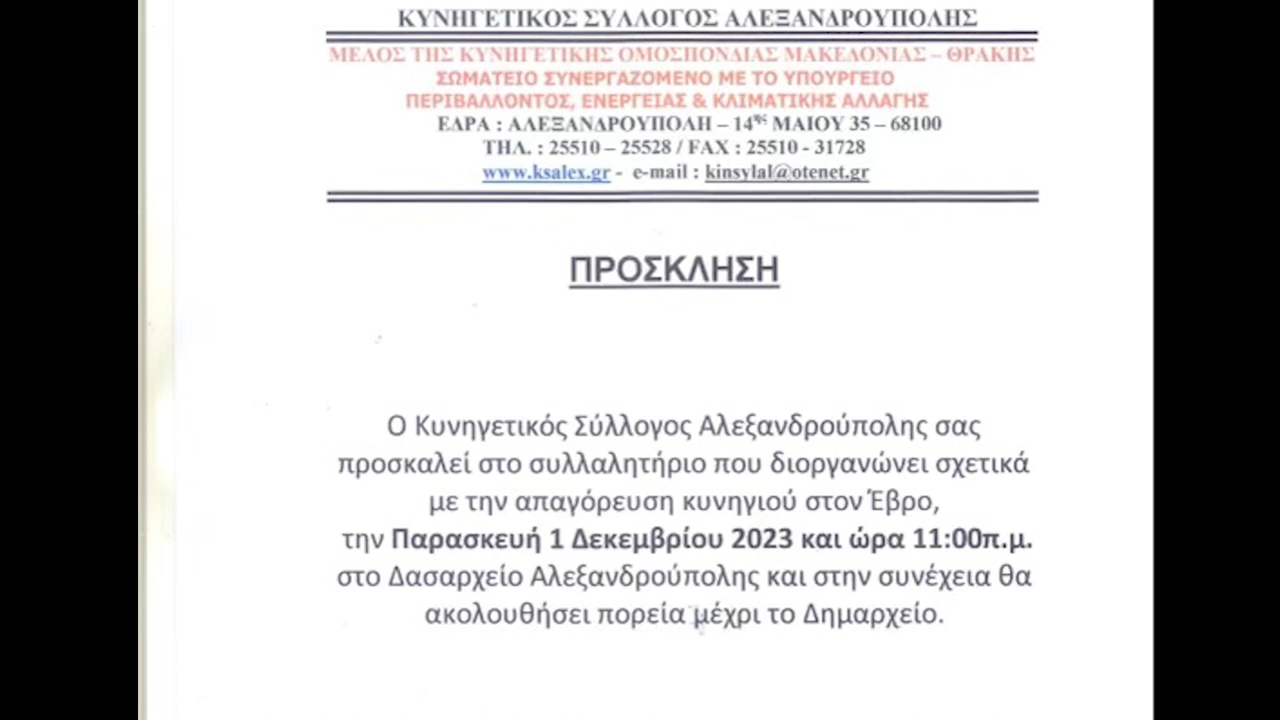 ΚΥΝΗΓΕΤΙΚΟΣ ΣΥΛΛΟΓΟΣ ΑΛΕΞΑΝΔΡΟΥΠΟΛΗΣ
ΜΕΛΟΣ ΤΗΣ ΚΥΝΗΓΕΤΙΚΗΣ ΟΜΟΣΠΟΝΔΙΑΣ ΜΑΚΕΔΟΝΙΑΣ – ΘΡΑΚΗΣ
ΣΩΜΑΤΕΙΟ ΣΥΝΕΡΓΑΖΟΜΕΝΟ ΜΕ ΤΟ ΥΠΟΥΡΓΕΙΟ
ΠΕΡΙΒΑΛΛΟΝΤΟΣ, ΕΝΕΡΓΕΙΑΣ & ΚΛΙΜΑΤΙΚΗΣ ΑΛΛΑΓΗΣ
ΕΔΡΑ : ΑΛΕΞΑΝΔΡΟΥΠΟΛΗ – 14ης ΜΑΙΟΥ 35 – 68100
ΤΗΛ. : 25510 – 25528 / FAX : 25510 - 31728
www.ksalex.gr - e-mail : kinsylal@otenet.gr
ΠΡΟΣΚΛΗΣΗ
Ο Κυνηγετικός Σύλλογος Αλεξανδρούπολης σας
προσκαλεί στο συλλαλητήριο που διοργανώνει σχετικά
με την απαγόρευση κυνηγιού στον Έβρο,
την Παρασκευή 1 Δεκεμβρίου 2023 και ώρα 11:00π.μ.
στο Δασαρχείο Αλεξανδρούπολης και στην συνέχεια θα
ακολουθήσει πορεία μέχρι το Δημαρχείο.